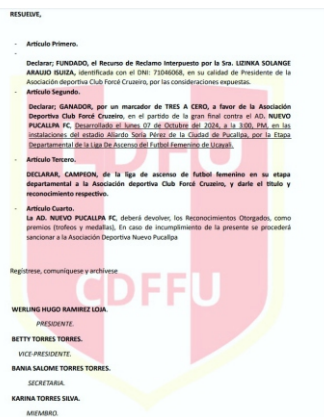 RESUELVE,
- Artículo Primero.
-
Declarar; FUNDADO, el Recurso de Reclamo Interpuesto por la Sra. LIZINKA SOLANGE
ARAUJO ISUIZA, identificada con el DNI: 71046068, en su calidad de Presidente de la
Asociación deportiva Club Forcé Cruzeiro, por las consideraciones expuestas.
- Artículo Segundo.
Declarar; GANADOR, por un marcador de TRES A CERO, a favor de la Asociación
Deportiva Club Forcé Cruzeiro, en el partido de la gran final contra el AD. NUEVO
PUCALLPA FC, Desarrollado el lunes 07 de Octubre del 2024, a la 3:00, PM, en las
instalaciones del estadio Aliardo Soria Pérez de la Ciudad de Pucallpa, por la Etapa
Departamental de la Liga De Ascenso del Futbol Femenino de Ucayali.
- Artículo Tercero.
DECLARAR, CAMPEON, de la liga de ascenso de futbol femenino en su etapa
departamental a la Asociación deportiva Club Forcé Cruzeiro, y darle el titulo y
reconocimiento respectivo.
- Artículo Cuarto.
La AD. NUEVO PUCALLPA FC, deberá devolver, los Reconocimientos Otorgados, como
premios (trofeos y medallas), En caso de incumplimiento de la presente se procederá
sancionar a la Asociación Deportiva Nuevo Pucallpa
Regístrese, comuníquese y archívese
CDFFU
WERLING HUGO RAMIREZ LOJA.
PRESIDENTE.
BETTY TORRES TORRES.
VICE-PRESIDENTE.
BANIA SALOME TORRES TORRES.
SECRETARIA.
KARINA TORRES SILVA.
MIEMBRO.